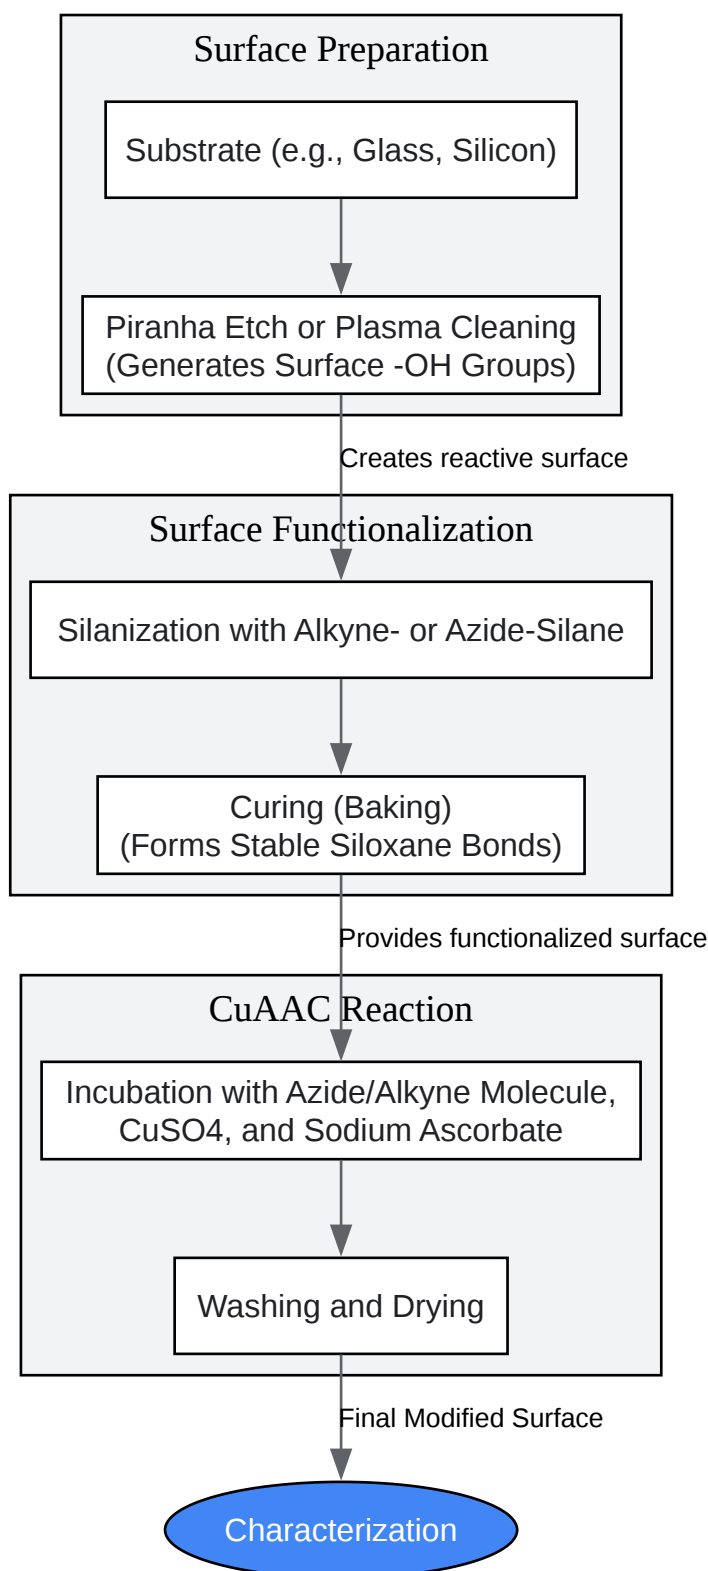 Surface Preparation
Substrate (e.g., Glass, Silicon)
Piranha Etch or Plasma Cleaning
(Generates Surface -OH Groups)
Creates reactive surface
Surface Functionalization
Silanization with Alkyne- or Azide-Silane
Curing (Baking)
(Forms Stable Siloxane Bonds)
Provides functionalized surface
CuAAC Reaction
Incubation with Azide/Alkyne Molecule,
CuSO4, and Sodium Ascorbate
Washing and Drying
Final Modified Surface
Characterization